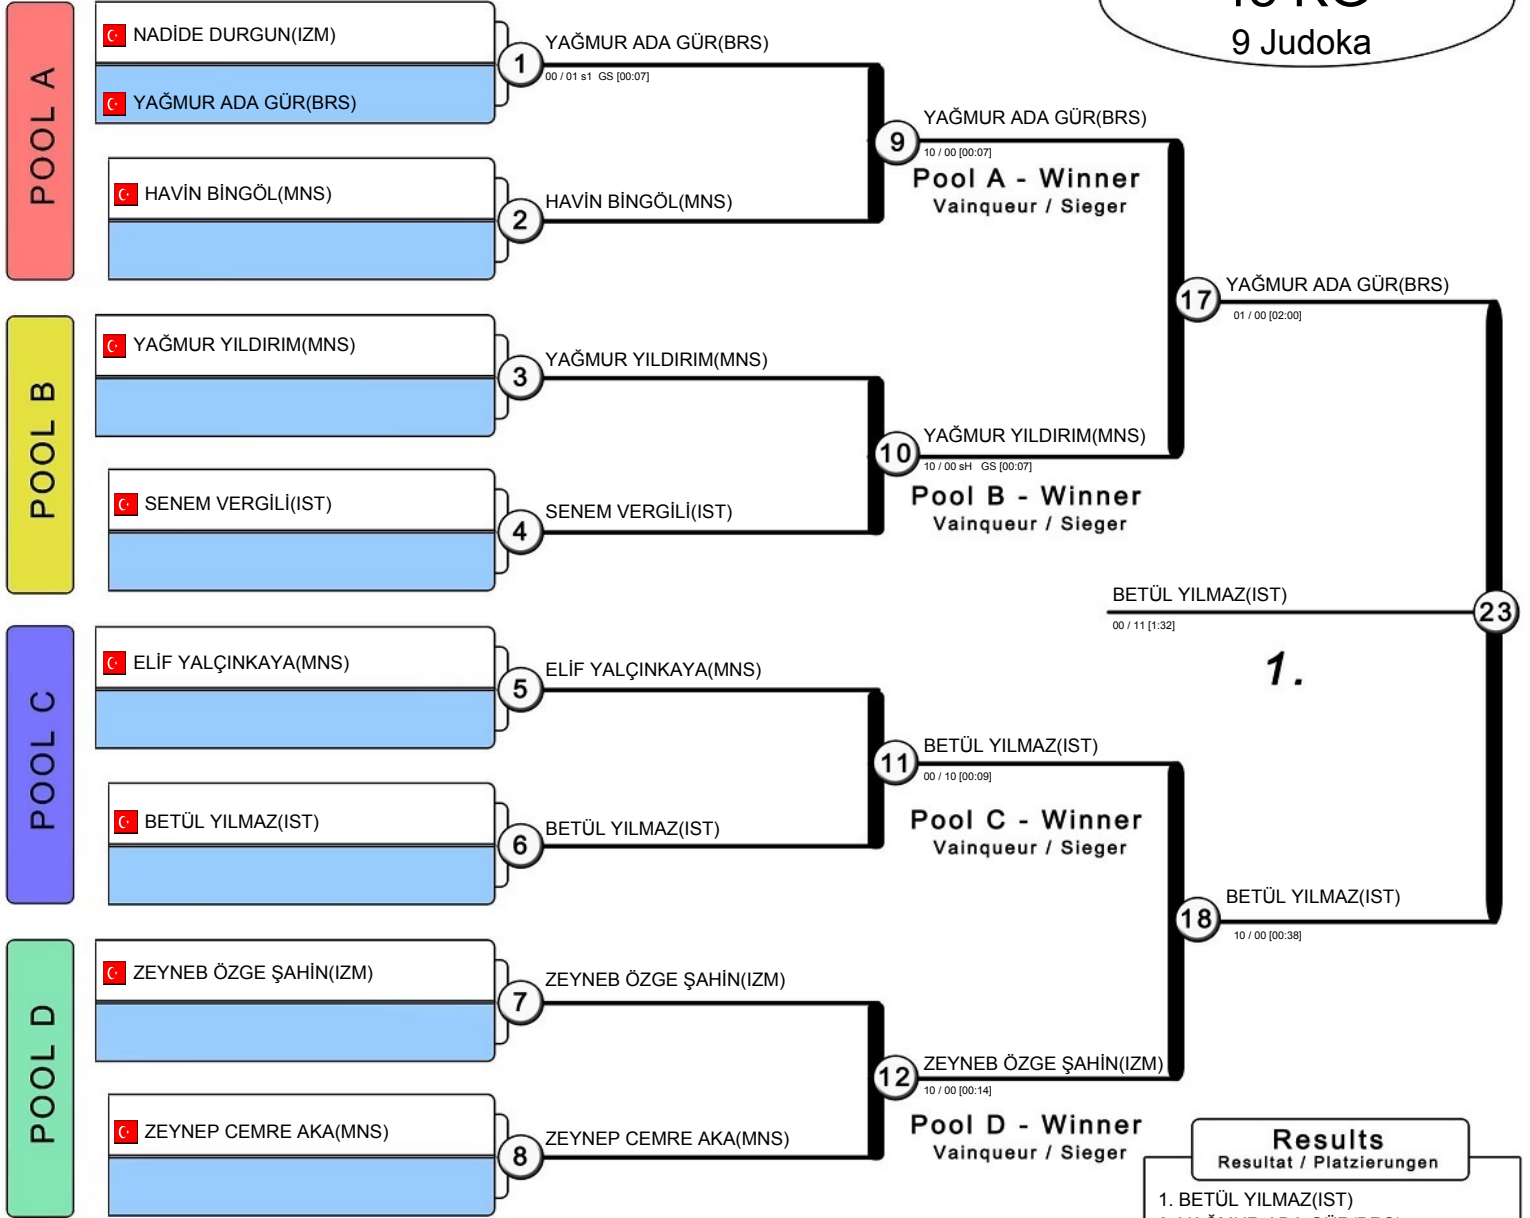 9 Judoka
POOL A
NADİDE DURGUN(IZM)
YAĞMUR ADA GÜR(BRS)
1
YAĞMUR ADA GÜR(BRS)
00 / 01 s1 GS [00:07]
HAVİN BİNGÖL(MNS)
2
HAVİN BİNGÖL(MNS)
9
YAĞMUR ADA GÜR(BRS)
10 / 00 [00:07]
Pool A - Winner
Vainqueur / Sieger
17
YAĞMUR ADA GÜR(BRS)
01 / 00 [02:00]
POOL B
YAĞMUR YILDIRIM(MNS)
3
YAĞMUR YILDIRIM(MNS)
SENEM VERGİLİ(IST)
4
SENEM VERGİLİ(IST)
10
YAĞMUR YILDIRIM(MNS)
10 / 00 sH GS [00:07]
Pool B - Winner
Vainqueur / Sieger
BETÜL YILMAZ(IST)
00 / 11 [1:32]
23
1.
POOL C
ELİF YALÇINKAYA(MNS)
5
ELİF YALÇINKAYA(MNS)
BETÜL YILMAZ(IST)
6
BETÜL YILMAZ(IST)
11
BETÜL YILMAZ(IST)
00 / 10 [00:09]
Pool C - Winner
Vainqueur / Sieger
18
BETÜL YILMAZ(IST)
10 / 00 [00:38]
POOL D
ZEYNEB ÖZGE ŞAHİN(IZM)
7
ZEYNEB ÖZGE ŞAHİN(IZM)
ZEYNEP CEMRE AKA(MNS)
8
ZEYNEP CEMRE AKA(MNS)
12
ZEYNEB ÖZGE ŞAHİN(IZM)
10 / 00 [00:14]
Pool D - Winner
Vainqueur / Sieger
Results
Resultat / Platzierungen
1. BETÜL YILMAZ(IST)